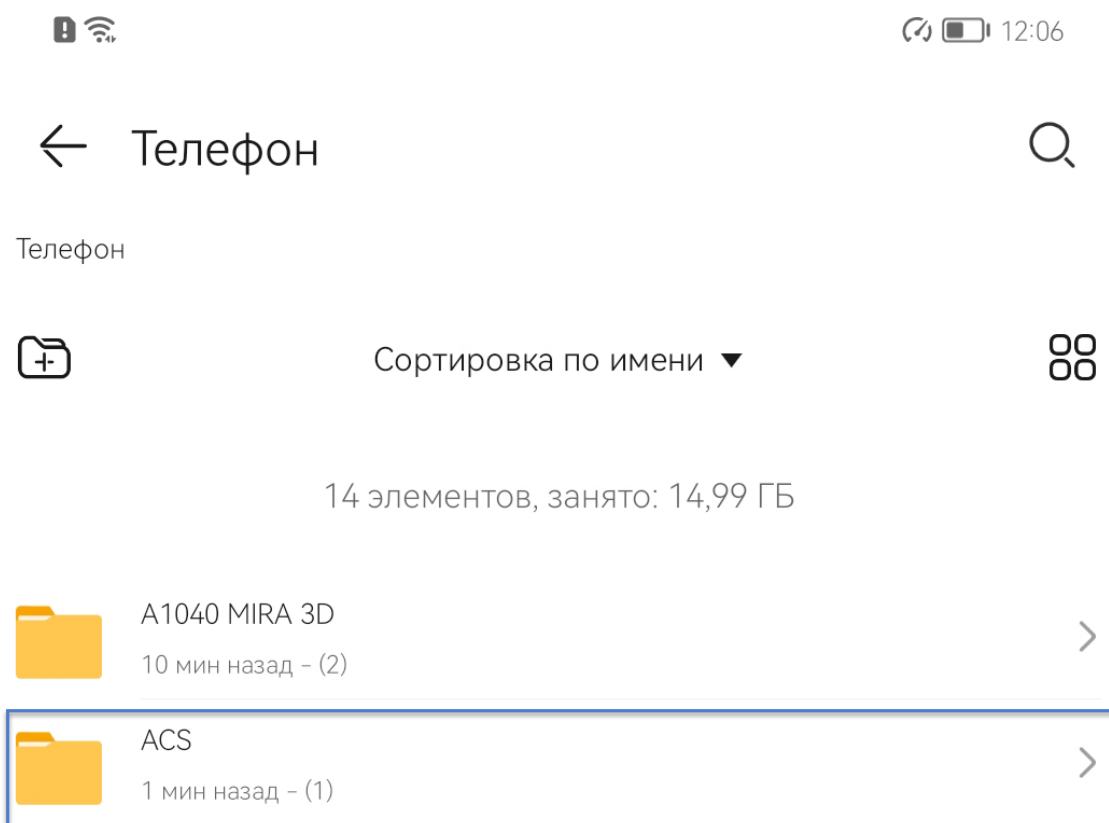 12:06
Телефон
Телефон
Сортировка по имени
14 элементов, занято: 14,99 ГБ
A1040 MIRA 3D
10 мин назад – (2)
ACS
1 мин назад – (1)